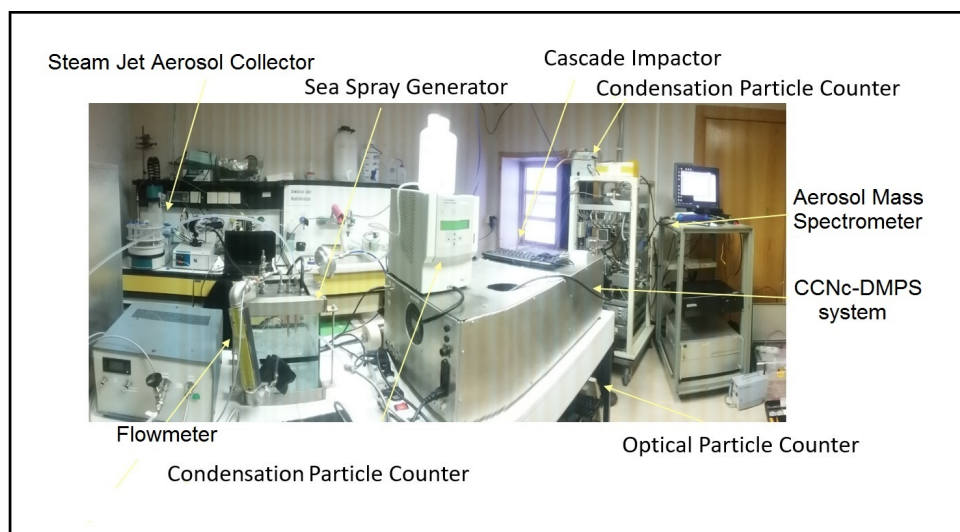 Steam Jet Aerosol Collector
Sea Spray Generator
Cascade Impactor
Condensation Particle Counter
Aerosol Mass
Spectrometer
CCNc-DMPS
system
Flowmeter
Condensation Particle Counter
Optical Particle Counter